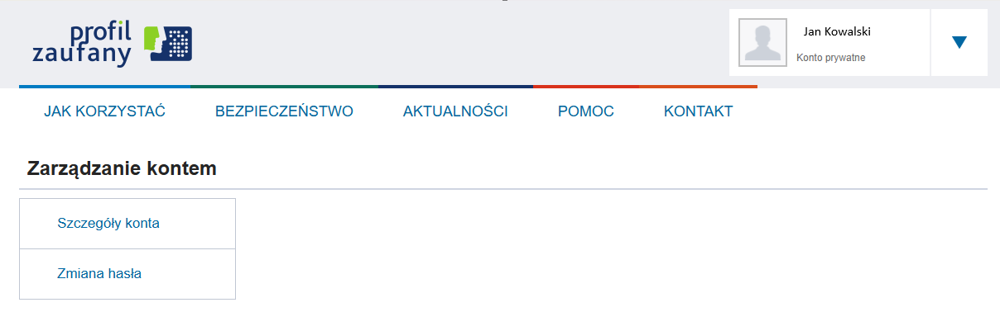 profil
zaufany
Jan Kowalski
Konto prywatne
JAK KORZYSTAĆ BEZPIECZEŃSTWO AKTUALNOŚCI POMOC KONTAKT
Zarządzanie kontem
Szczegóły konta
Zmiana hasła